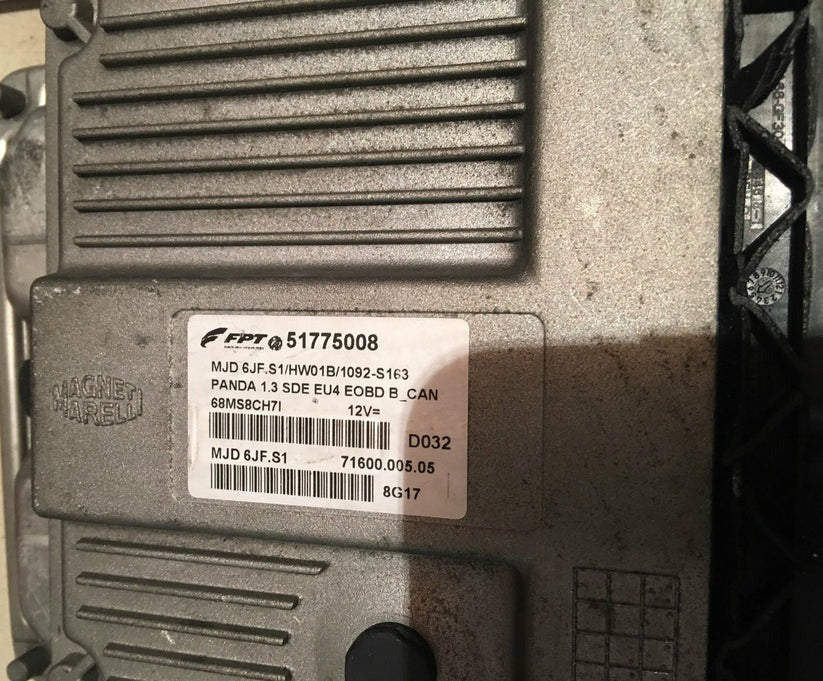 FPT 51775008
MJD 6JF.S1/HW01B/1092-S163
PANDA 1.3 SDE EU4 EOBD B_CAN
68MS8CH7I 12V=
D032
MJD 6JF.S1 71600.005.05
8G17
MAGNETI
MARELLI